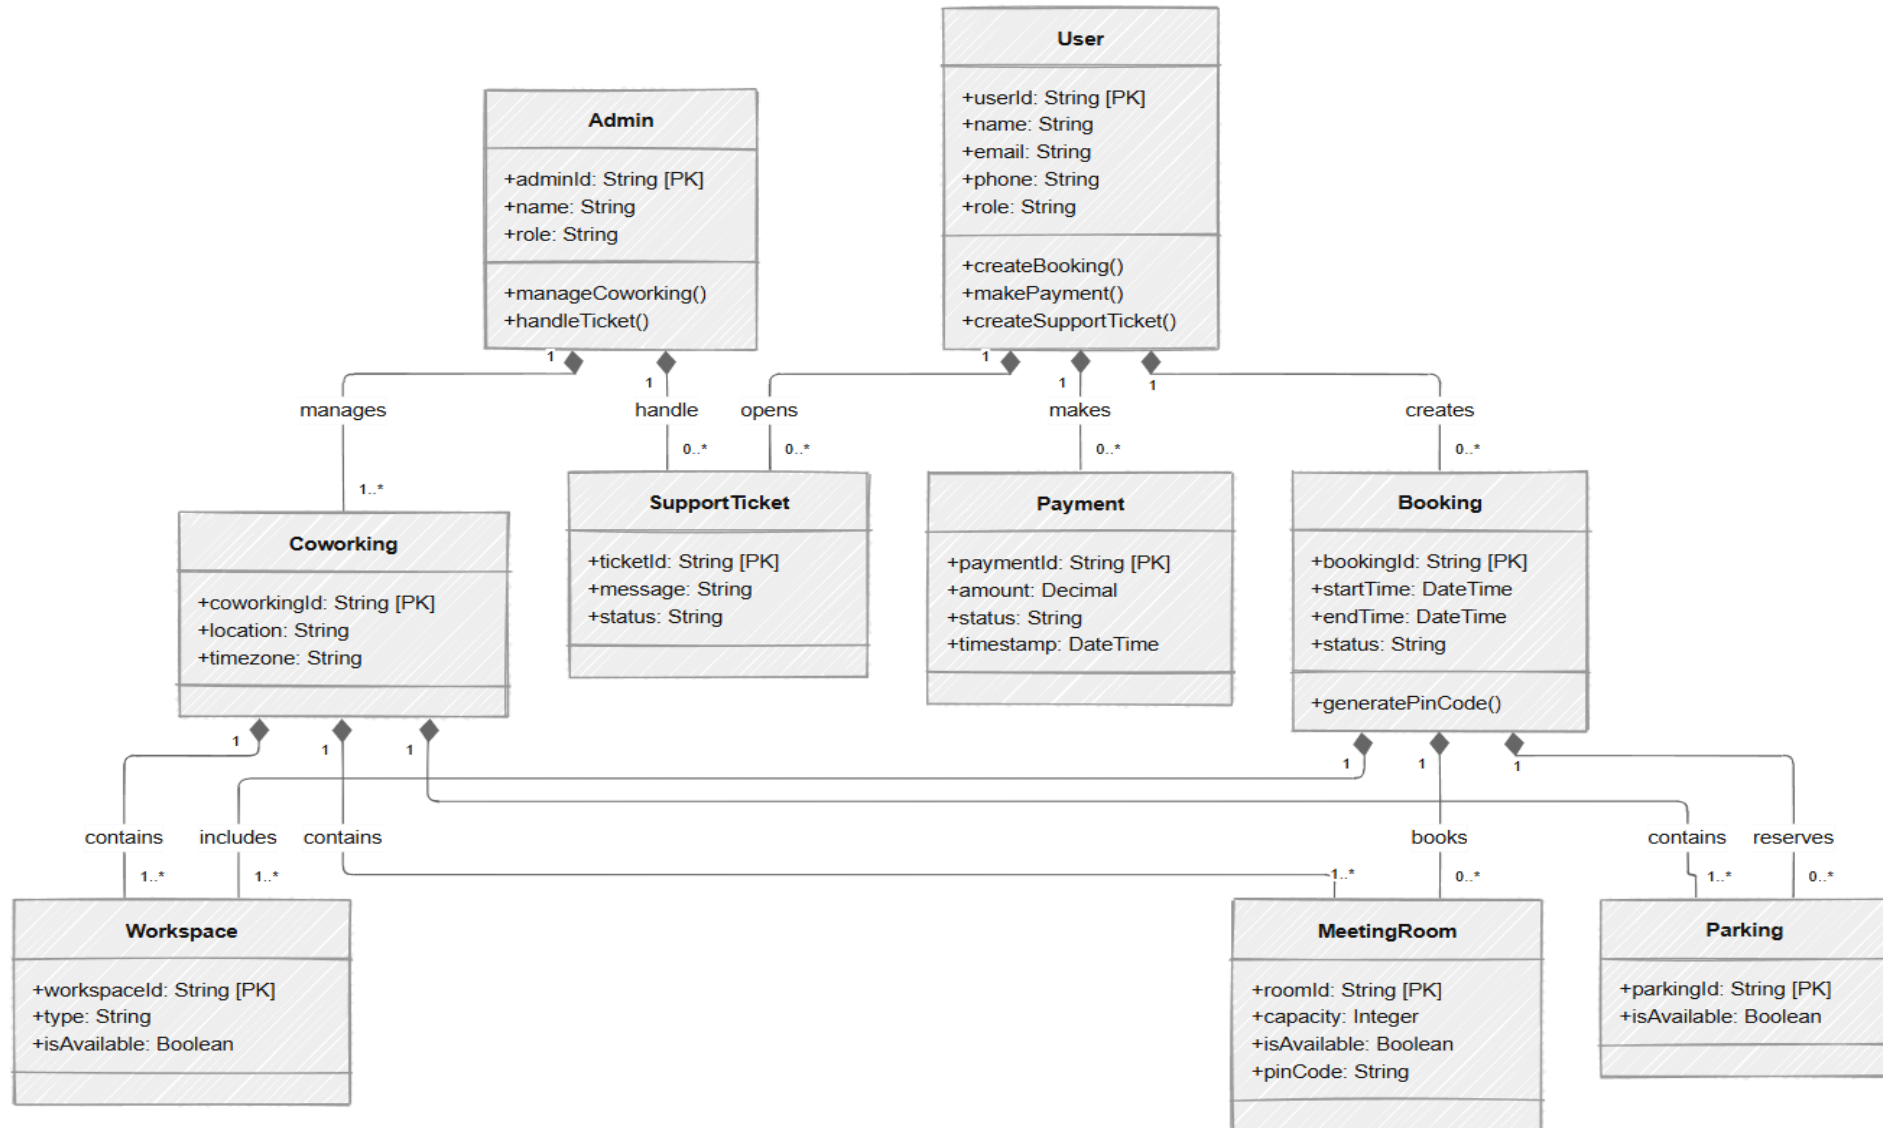 User
+userId: String [PK]
+name: String
+email: String
+phone: String
+role: String
+createBooking()
+makePayment()
+createSupportTicket()
Admin
+adminId: String [PK]
+name: String
+role: String
+manageCoworking()
+handleTicket()
1
1
1
1
1
manages
handle
opens
makes
creates
1..*
0..*
0..*
0..*
0..*
Coworking
+coworkingId: String [PK]
+location: String
+timezone: String
SupportTicket
+ticketId: String [PK]
+message: String
+status: String
Payment
+paymentId: String [PK]
+amount: Decimal
+status: String
+timestamp: DateTime
Booking
+bookingId: String [PK]
+startTime: DateTime
+endTime: DateTime
+status: String
+generatePinCode()
1
1
1
1
1
1
contains
includes
contains
books
contains
reserves
1..*
1..*
1..*
0..*
1..*
0..*
Workspace
+workspaceId: String [PK]
+type: String
+isAvailable: Boolean
MeetingRoom
+roomId: String [PK]
+capacity: Integer
+isAvailable: Boolean
+pinCode: String
Parking
+parkingId: String [PK]
+isAvailable: Boolean